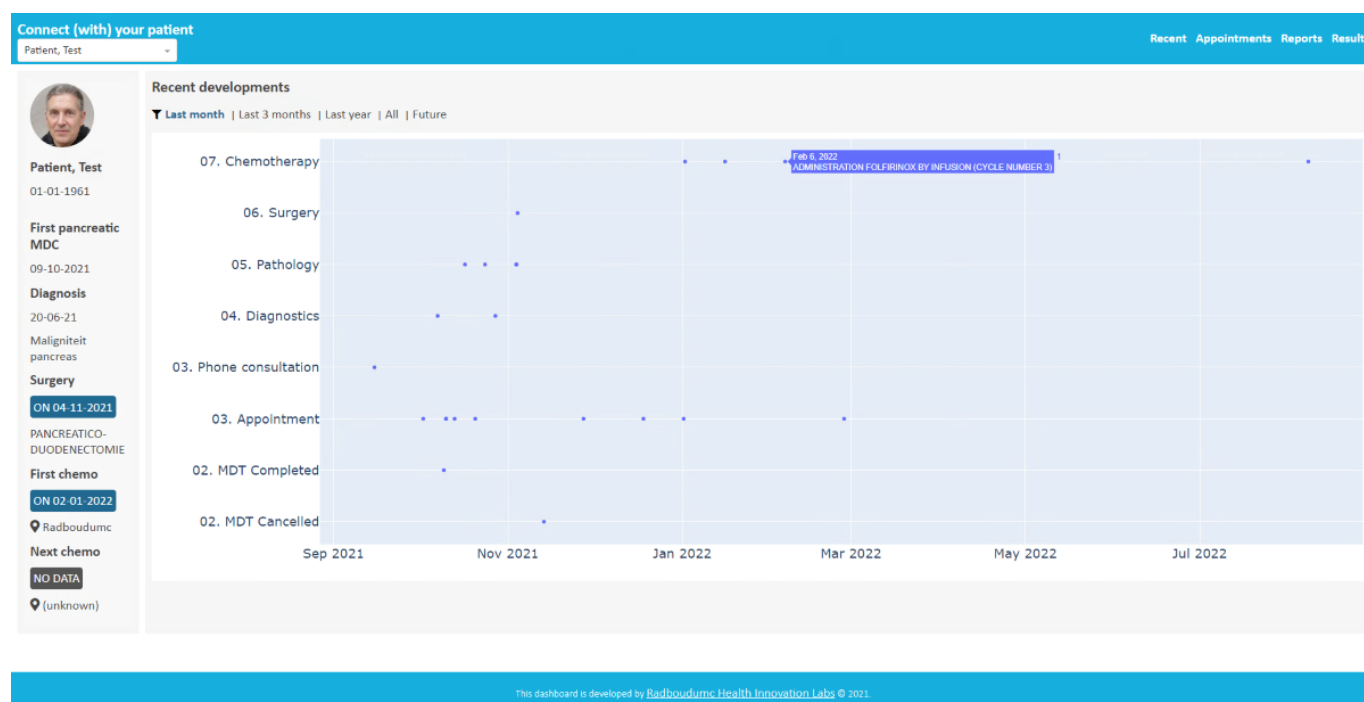 Connect (with) your patient
Patient, Test
Recent Appointments Reports Result
Patient, Test
01-01-1961
First pancreatic
MDC
09-10-2021
Diagnosis
20-06-21
Maligniteit
pancreas
Surgery
ON 04-11-2021
PANCREATICO-
DUODENECTOMIE
First chemo
ON 02-01-2022
Radboudumc
Next chemo
NO DATA
(unknown)
Recent developments
Last month | Last 3 months | Last year | All | Future
07. Chemotherapy
Feb 6, 2022
ADMINISTRATION FOLFIRINOX BY INFUSION (CYCLE NUMBER 3)
1
06. Surgery
05. Pathology
04. Diagnostics
03. Phone consultation
03. Appointment
02. MDT Completed
02. MDT Cancelled
Sep 2021 Nov 2021 Jan 2022 Mar 2022 May 2022 Jul 2022
This dashboard is developed by Radboudumc Health Innovation Labs © 2021.